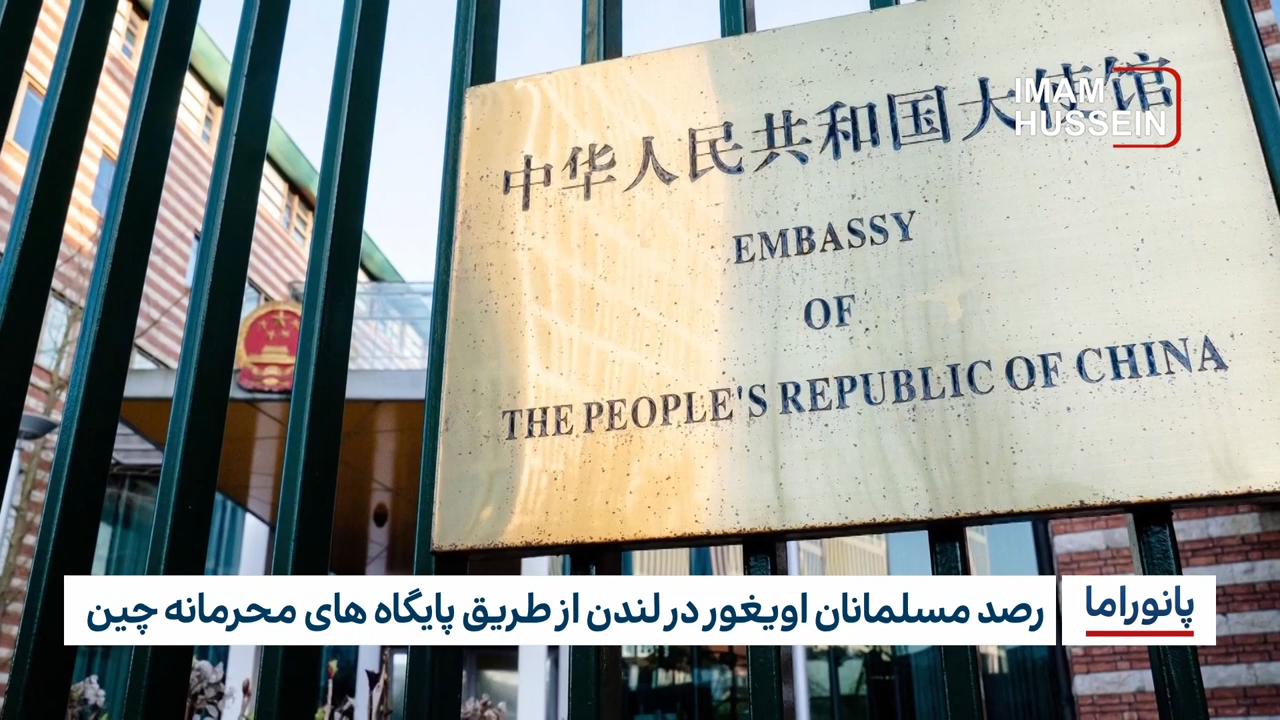 中华人民共和国大使馆
IMAM
HUSSEIN
EMBASSY
OF
THE PEOPLE'S REPUBLIC OF CHINA
پانوراما
رصد مسلمانان اویغور در لندن از طریق پایگاه های محرمانه چین